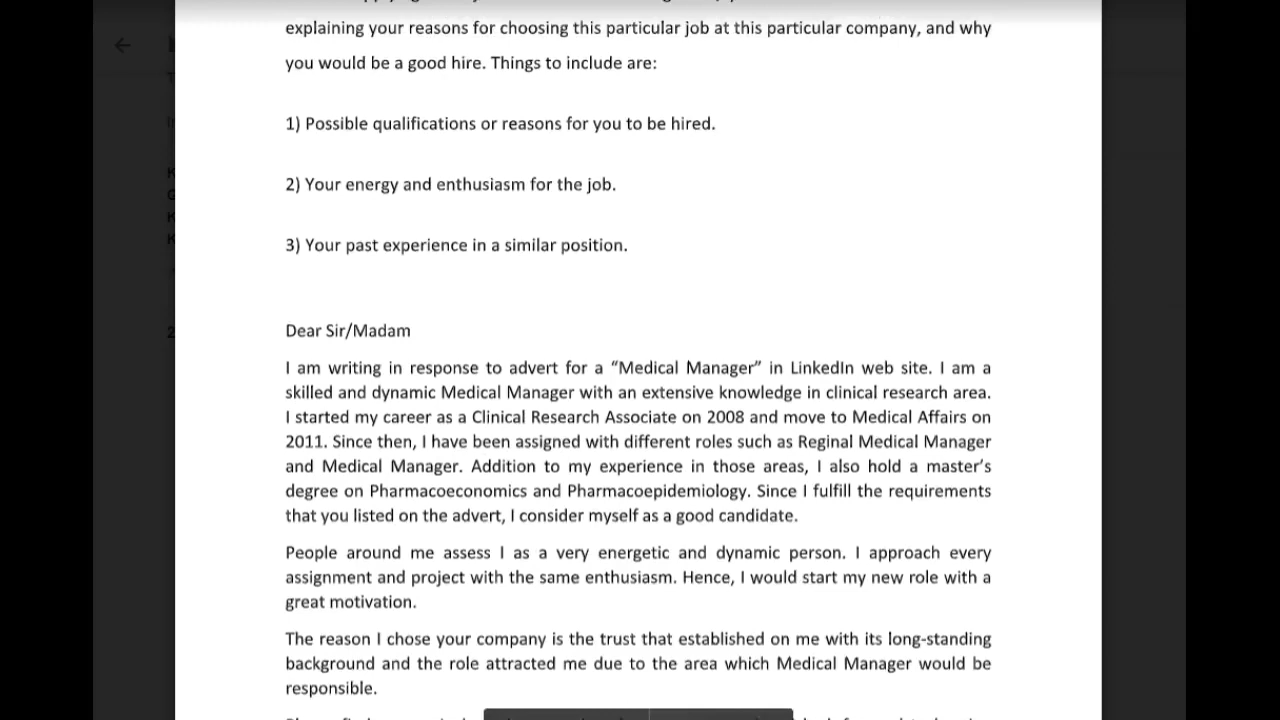 explaining your reasons for choosing this particular job at this particular company, and why
you would be a good hire. Things to include are:
1) Possible qualifications or reasons for you to be hired.
2) Your energy and enthusiasm for the job.
3) Your past experience in a similar position.
Dear Sir/Madam
I am writing in response to advert for a “Medical Manager” in LinkedIn web site. I am a
skilled and dynamic Medical Manager with an extensive knowledge in clinical research area.
I started my career as a Clinical Research Associate on 2008 and move to Medical Affairs on
2011. Since then, I have been assigned with different roles such as Reginal Medical Manager
and Medical Manager. Addition to my experience in those areas, I also hold a master’s
degree on Pharmacoeconomics and Pharmacoepidemiology. Since I fulfill the requirements
that you listed on the advert, I consider myself as a good candidate.
People around me assess I as a very energetic and dynamic person. I approach every
assignment and project with the same enthusiasm. Hence, I would start my new role with a
great motivation.
The reason I chose your company is the trust that established on me with its long-standing
background and the role attracted me due to the area which Medical Manager would be
responsible.